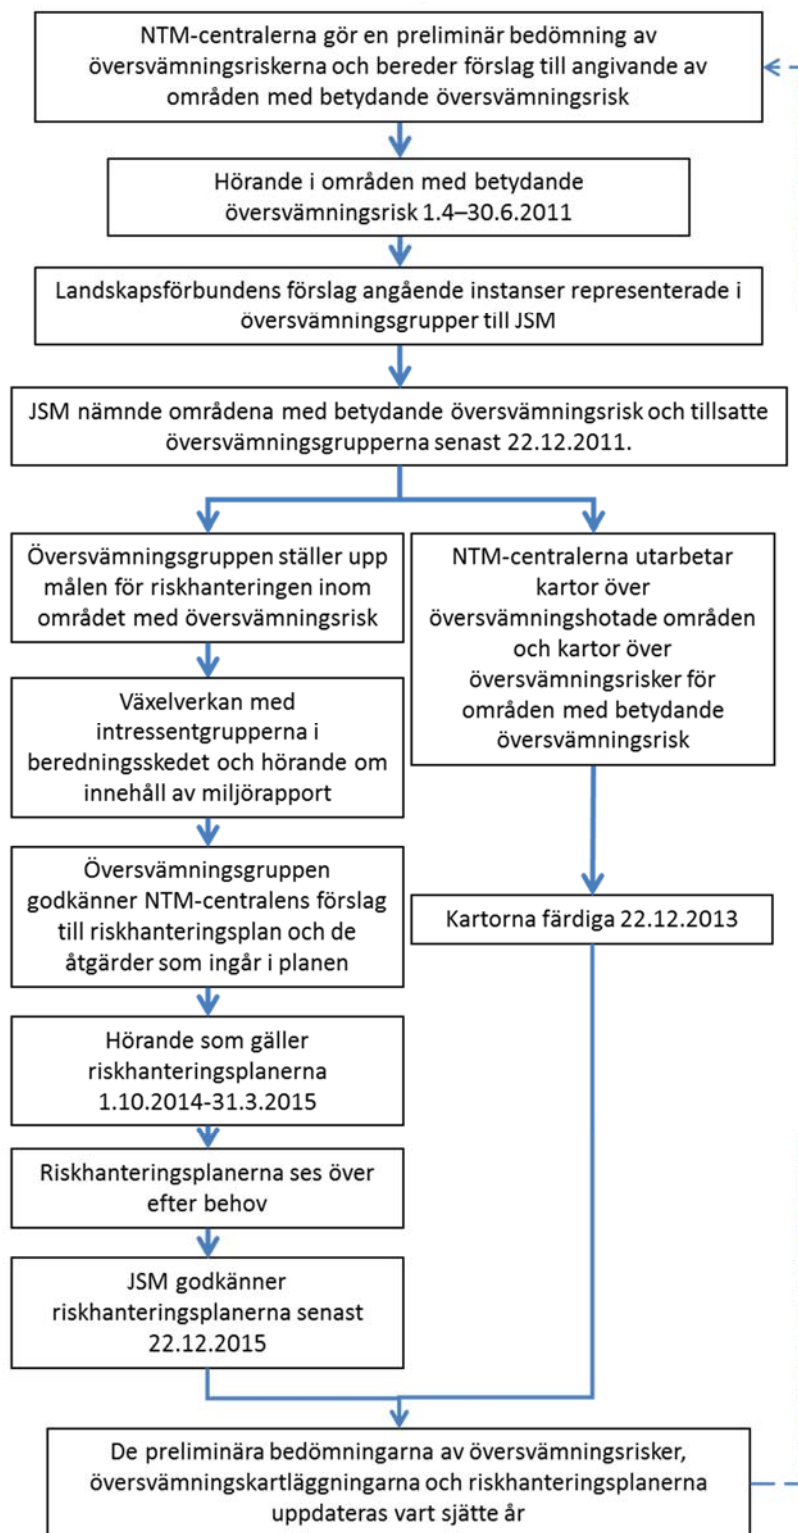 NTM-centralerna gör en preliminär bedömning av
översvämningsriskerna och bereder förslag till angivande av
områden med betydande översvämningsrisk
Hörande i områden med betydande
översvämningsrisk 1.4–30.6.2011
Landskapsförbundens förslag angående instanser representerade i
översvämningsgrupper till JSM
JSM nämnde områdena med betydande översvämningsrisk och tillsatte
översvämningsgrupperna senast 22.12.2011.
Översvämningsgruppen ställer upp
målen för riskhanteringen inom
området med översvämningsrisk
Växelverkan med
intressentgrupperna i
beredningsskedet och hörande om
innehåll av miljörapport
Översvämningsgruppen
godkänner NTM-centralens förslag
till riskhanteringsplan och de
åtgärder som ingår i planen
Hörande som gäller
riskhanteringsplanerna
1.10.2014-31.3.2015
Riskhanteringsplanerna ses över
efter behov
JSM godkänner
riskhanteringsplanerna senast
22.12.2015
NTM-centralerna utarbetar
kartor över
översvämningshotade områden
och kartor över
översvämningsrisker för
områden med betydande
översvämningsrisk
Kartorna färdiga 22.12.2013
De preliminära bedömningarna av översvämningsrisker,
översvämningskartläggningarna och riskhanteringsplanerna
uppdateras vart sjätte år